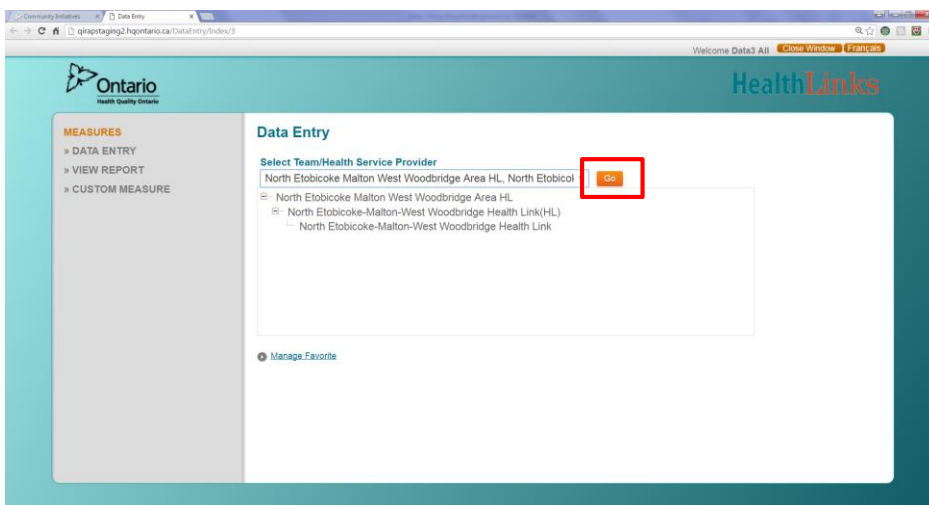 Community Initiatives
Data Entry
qirapstaging2.hqontario.ca/DataEntry/Index/3
Welcome Data3 All Close Window Français
Ontario
Health Quality Ontario
HealthLinks
MEASURES
» DATA ENTRY
» VIEW REPORT
» CUSTOM MEASURE
Data Entry
Select Team/Health Service Provider
North Etobicoke Malton West Woodbridge Area HL, North Etobicok Go
North Etobicoke Malton West Woodbridge Area HL
North Etobicoke-Malton-West Woodbridge Health Link(HL)
North Etobicoke-Malton-West Woodbridge Health Link
Manage Favorite